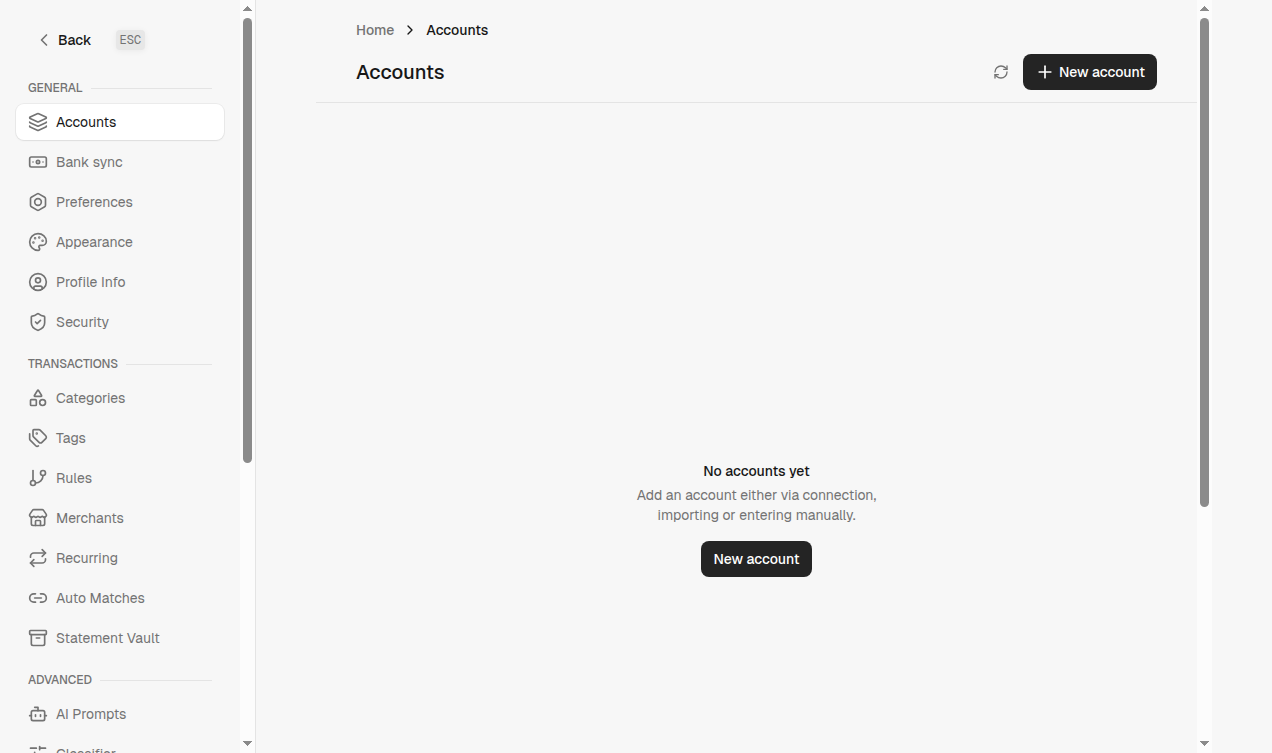 Back ESC
GENERAL
Accounts
Bank sync
Preferences
Appearance
Profile Info
Security
TRANSACTIONS
Categories
Tags
Rules
Merchants
Recurring
Auto Matches
Statement Vault
ADVANCED
AI Prompts
Classifier
Home > Accounts
Accounts
New account
No accounts yet
Add an account either via connection,
importing or entering manually.
New account